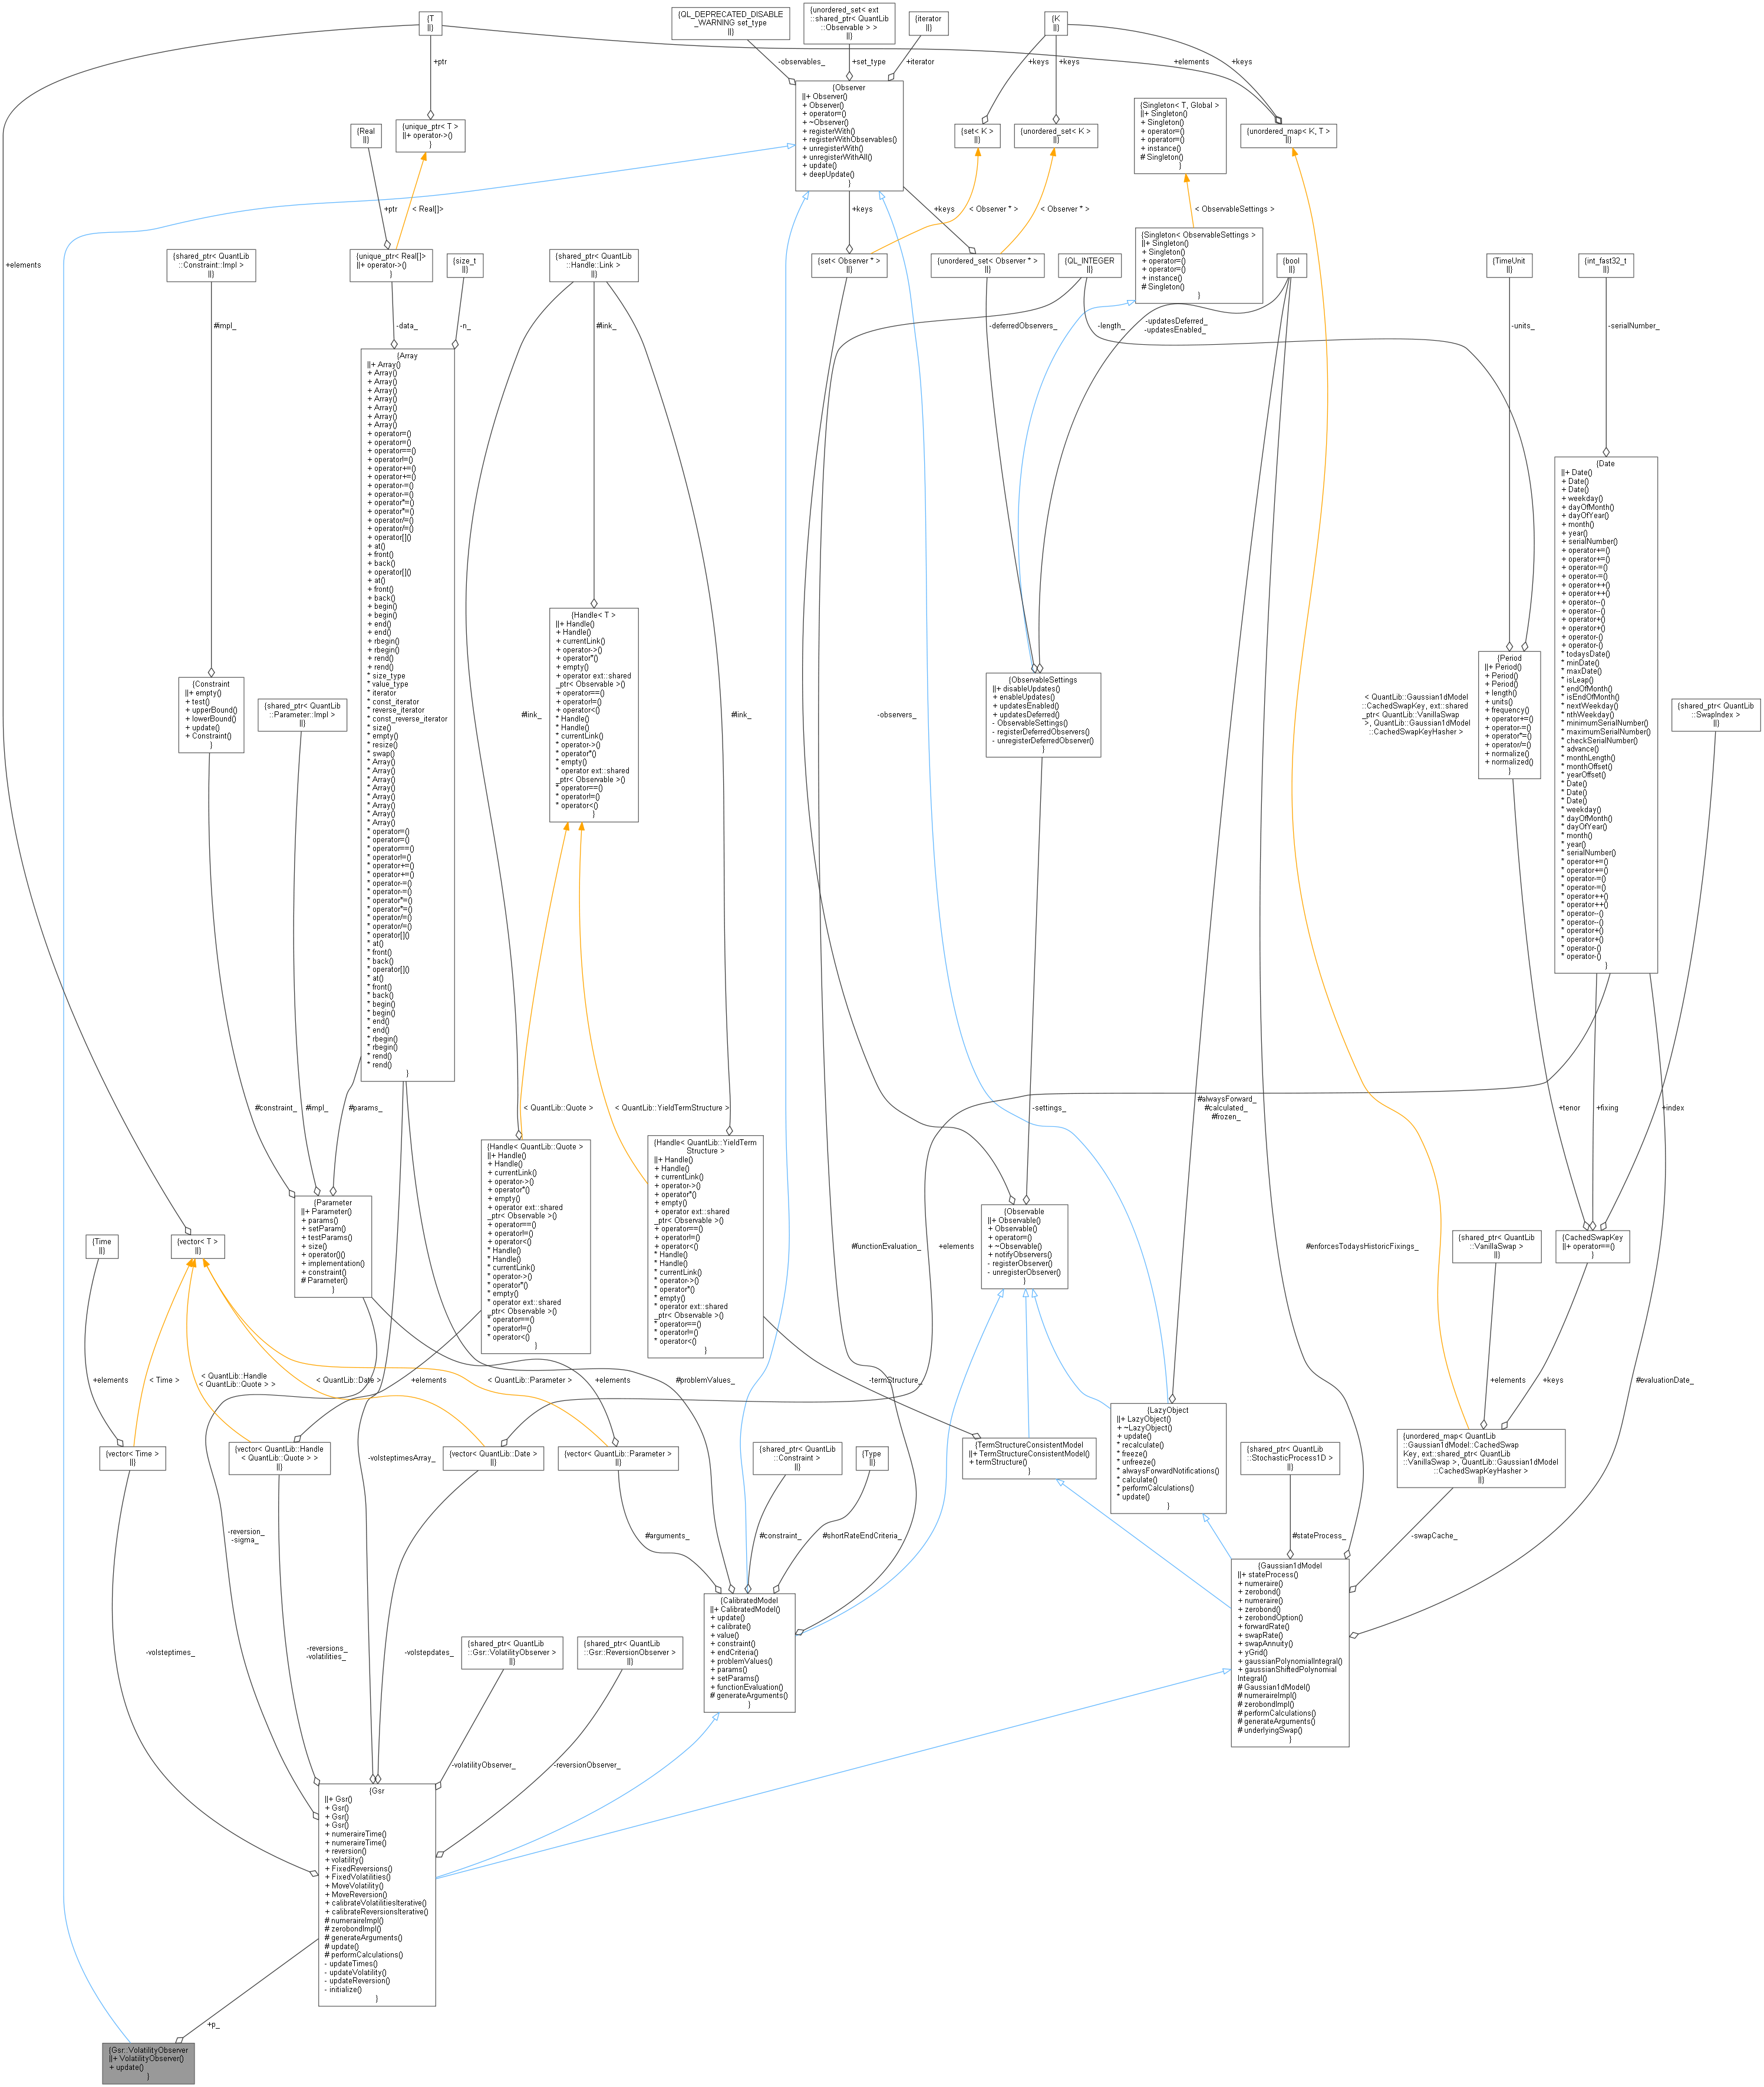 {T
||}
{QL_DEPRECATED_DISABLE
_WARNING set_type
||}
{unordered_set< ext
::shared_ptr< QuantLib
::Observable > >
||}
{iterator
||}
{K
||}
+ptr
-observables_
+set_type
+iterator
+keys
+keys
+elements
+keys
{Observer
||+ Observer()
+ Observer()
+ operator=()
+ ~Observer()
+ registerWith()
+ registerWithObservables()
+ unregisterWith()
+ unregisterWithAll()
+ update()
+ deepUpdate()
}
{Singleton< T, Global >
||+ Singleton()
+ Singleton()
+ operator=()
+ operator=()
+ instance()
# Singleton()
}
{Real
||}
{unique_ptr< T >
||+ operator->()
}
{set< K >
||}
{unordered_set< K >
||}
{unordered_map< K, T >
||}
+ptr
< Real[]>
+keys
+keys
< Observer * >
< Observer * >
< ObservableSettings >
+elements
{shared_ptr< QuantLib
::Constraint::Impl >
||}
{unique_ptr< Real[]>
||+ operator->()
}
{size_t
||}
{shared_ptr< QuantLib
::Handle::Link >
||}
{set< Observer * >
||}
{unordered_set< Observer * >
||}
{QL_INTEGER
||}
{Singleton< ObservableSettings >
||+ Singleton()
+ Singleton()
+ operator=()
+ operator=()
+ instance()
# Singleton()
}
{bool
||}
{TimeUnit
||}
{int_fast32_t
||}
#impl_
-data_
-n_
#link_
-deferredObservers_
-length_
-updatesDeferred_
-updatesEnabled_
-units_
-serialNumber_
{Array
||+ Array()
+ Array()
+ Array()
+ Array()
+ Array()
+ Array()
+ Array()
+ Array()
+ operator=()
+ operator=()
+ operator==()
+ operator!=()
+ operator+=()
+ operator+=()
+ operator-=()
+ operator-=()
+ operator*=()
+ operator*=()
+ operator/=()
+ operator/=()
+ operator[]()
+ at()
+ front()
+ back()
+ operator[]()
+ at()
+ front()
+ back()
+ begin()
+ begin()
+ end()
+ end()
+ rbegin()
+ rbegin()
+ rend()
+ rend()
* size_type
* value_type
* iterator
* const_iterator
* reverse_iterator
* const_reverse_iterator
* size()
* empty()
* resize()
* swap()
* Array()
* Array()
* Array()
* Array()
* Array()
* Array()
* Array()
* Array()
* operator=()
* operator=()
* operator==()
* operator!=()
* operator+=()
* operator+=()
* operator-=()
* operator-=()
* operator*=()
* operator*=()
* operator/=()
* operator/=()
* operator[]()
* at()
* front()
* back()
* operator[]()
* at()
* front()
* back()
* begin()
* begin()
* end()
* end()
* rbegin()
* rbegin()
* rend()
* rend()
}
{Date
||+ Date()
+ Date()
+ Date()
+ weekday()
+ dayOfMonth()
+ dayOfYear()
+ month()
+ year()
+ serialNumber()
+ operator+=()
+ operator+=()
+ operator-=()
+ operator-=()
+ operator++()
+ operator++()
+ operator--()
+ operator--()
+ operator+()
+ operator+()
+ operator-()
+ operator-()
* todaysDate()
* minDate()
* maxDate()
* isLeap()
* endOfMonth()
* isEndOfMonth()
* nextWeekday()
* nthWeekday()
* minimumSerialNumber()
* maximumSerialNumber()
* checkSerialNumber()
* advance()
* monthLength()
* monthOffset()
* yearOffset()
* Date()
* Date()
* Date()
* weekday()
* dayOfMonth()
* dayOfYear()
* month()
* year()
* serialNumber()
* operator+=()
* operator+=()
* operator-=()
* operator-=()
* operator++()
* operator++()
* operator--()
* operator--()
* operator+()
* operator+()
* operator-()
* operator-()
}
{Handle< T >
||+ Handle()
+ Handle()
+ currentLink()
+ operator->()
+ operator*()
+ empty()
+ operator ext::shared
_ptr< Observable >()
+ operator==()
+ operator!=()
+ operator<()
* Handle()
* Handle()
* currentLink()
* operator->()
* operator*()
* empty()
* operator ext::shared
_ptr< Observable >()
* operator==()
* operator!=()
* operator<()
}
{Constraint
||+ empty()
+ test()
+ upperBound()
+ lowerBound()
+ update()
+ Constraint()
}
{shared_ptr< QuantLib
::Parameter::Impl >
||}
#link_
#link_
-observers_
{ObservableSettings
||+ disableUpdates()
+ enableUpdates()
+ updatesEnabled()
+ updatesDeferred()
- ObservableSettings()
- registerDeferredObservers()
- unregisterDeferredObserver()
}
< QuantLib::Gaussian1dModel
::CachedSwapKey, ext::shared
_ptr< QuantLib::VanillaSwap
>, QuantLib::Gaussian1dModel
::CachedSwapKeyHasher >
{Period
||+ Period()
+ Period()
+ Period()
+ length()
+ units()
+ frequency()
+ operator+=()
+ operator-=()
+ operator*=()
+ operator/=()
+ normalize()
+ normalized()
}
{shared_ptr< QuantLib
::SwapIndex >
||}
#constraint_
#impl_
#params_
< QuantLib::Quote >
< QuantLib::YieldTermStructure >
-settings_
#alwaysForward_
#calculated_
#frozen_
+tenor
+fixing
+index
{Handle< QuantLib::Quote >
||+ Handle()
+ Handle()
+ currentLink()
+ operator->()
+ operator*()
+ empty()
+ operator ext::shared
_ptr< Observable >()
+ operator==()
+ operator!=()
+ operator<()
* Handle()
* Handle()
* currentLink()
* operator->()
* operator*()
* empty()
* operator ext::shared
_ptr< Observable >()
* operator==()
* operator!=()
* operator<()
}
{Handle< QuantLib::YieldTerm
Structure >
||+ Handle()
+ Handle()
+ currentLink()
+ operator->()
+ operator*()
+ empty()
+ operator ext::shared
_ptr< Observable >()
+ operator==()
+ operator!=()
+ operator<()
* Handle()
* Handle()
* currentLink()
* operator->()
* operator*()
* empty()
* operator ext::shared
_ptr< Observable >()
* operator==()
* operator!=()
* operator<()
}
{Time
||}
{vector< T >
||}
{Parameter
||+ Parameter()
+ params()
+ setParam()
+ testParams()
+ size()
+ operator()()
+ implementation()
+ constraint()
# Parameter()
}
#functionEvaluation_
+elements
{Observable
||+ Observable()
+ Observable()
+ operator=()
+ ~Observable()
+ notifyObservers()
- registerObserver()
- unregisterObserver()
}
#enforcesTodaysHistoricFixings_
{shared_ptr< QuantLib
::VanillaSwap >
||}
{CachedSwapKey
||+ operator==()
}
+elements
< Time >
< QuantLib::Handle
< QuantLib::Quote > >
< QuantLib::Date >
+elements
< QuantLib::Parameter >
+elements
#problemValues_
-termStructure_
+elements
+keys
#evaluationDate_
{vector< Time >
||}
{vector< QuantLib::Handle
< QuantLib::Quote > >
||}
-volsteptimesArray_
{vector< QuantLib::Date >
||}
{vector< QuantLib::Parameter >
||}
{shared_ptr< QuantLib
::Constraint >
||}
{Type
||}
{TermStructureConsistentModel
||+ TermStructureConsistentModel()
+ termStructure()
}
{LazyObject
||+ LazyObject()
+ ~LazyObject()
+ update()
* recalculate()
* freeze()
* unfreeze()
* alwaysForwardNotifications()
* calculate()
* performCalculations()
* update()
}
{shared_ptr< QuantLib
::StochasticProcess1D >
||}
{unordered_map< QuantLib
::Gaussian1dModel::CachedSwap
Key, ext::shared_ptr< QuantLib
::VanillaSwap >, QuantLib::Gaussian1dModel
::CachedSwapKeyHasher >
||}
-reversion_
-sigma_
#arguments_
#constraint_
#shortRateEndCriteria_
#stateProcess_
-swapCache_
{CalibratedModel
||+ CalibratedModel()
+ update()
+ calibrate()
+ value()
+ constraint()
+ endCriteria()
+ problemValues()
+ params()
+ setParams()
+ functionEvaluation()
# generateArguments()
}
{Gaussian1dModel
||+ stateProcess()
+ numeraire()
+ zerobond()
+ numeraire()
+ zerobond()
+ zerobondOption()
+ forwardRate()
+ swapRate()
+ swapAnnuity()
+ yGrid()
+ gaussianPolynomialIntegral()
+ gaussianShiftedPolynomial
Integral()
# Gaussian1dModel()
# numeraireImpl()
# zerobondImpl()
# performCalculations()
# generateArguments()
# underlyingSwap()
}
-volsteptimes_
-reversions_
-volatilities_
-volstepdates_
{shared_ptr< QuantLib
::Gsr::VolatilityObserver >
||}
{shared_ptr< QuantLib
::Gsr::ReversionObserver >
||}
-volatilityObserver_
-reversionObserver_
{Gsr
||+ Gsr()
+ Gsr()
+ Gsr()
+ Gsr()
+ numeraireTime()
+ numeraireTime()
+ reversion()
+ volatility()
+ FixedReversions()
+ FixedVolatilities()
+ MoveVolatility()
+ MoveReversion()
+ calibrateVolatilitiesIterative()
+ calibrateReversionsIterative()
# numeraireImpl()
# zerobondImpl()
# generateArguments()
# update()
# performCalculations()
- updateTimes()
- updateVolatility()
- updateReversion()
- initialize()
}
+p_
{Gsr::VolatilityObserver
||+ VolatilityObserver()
+ update()
}